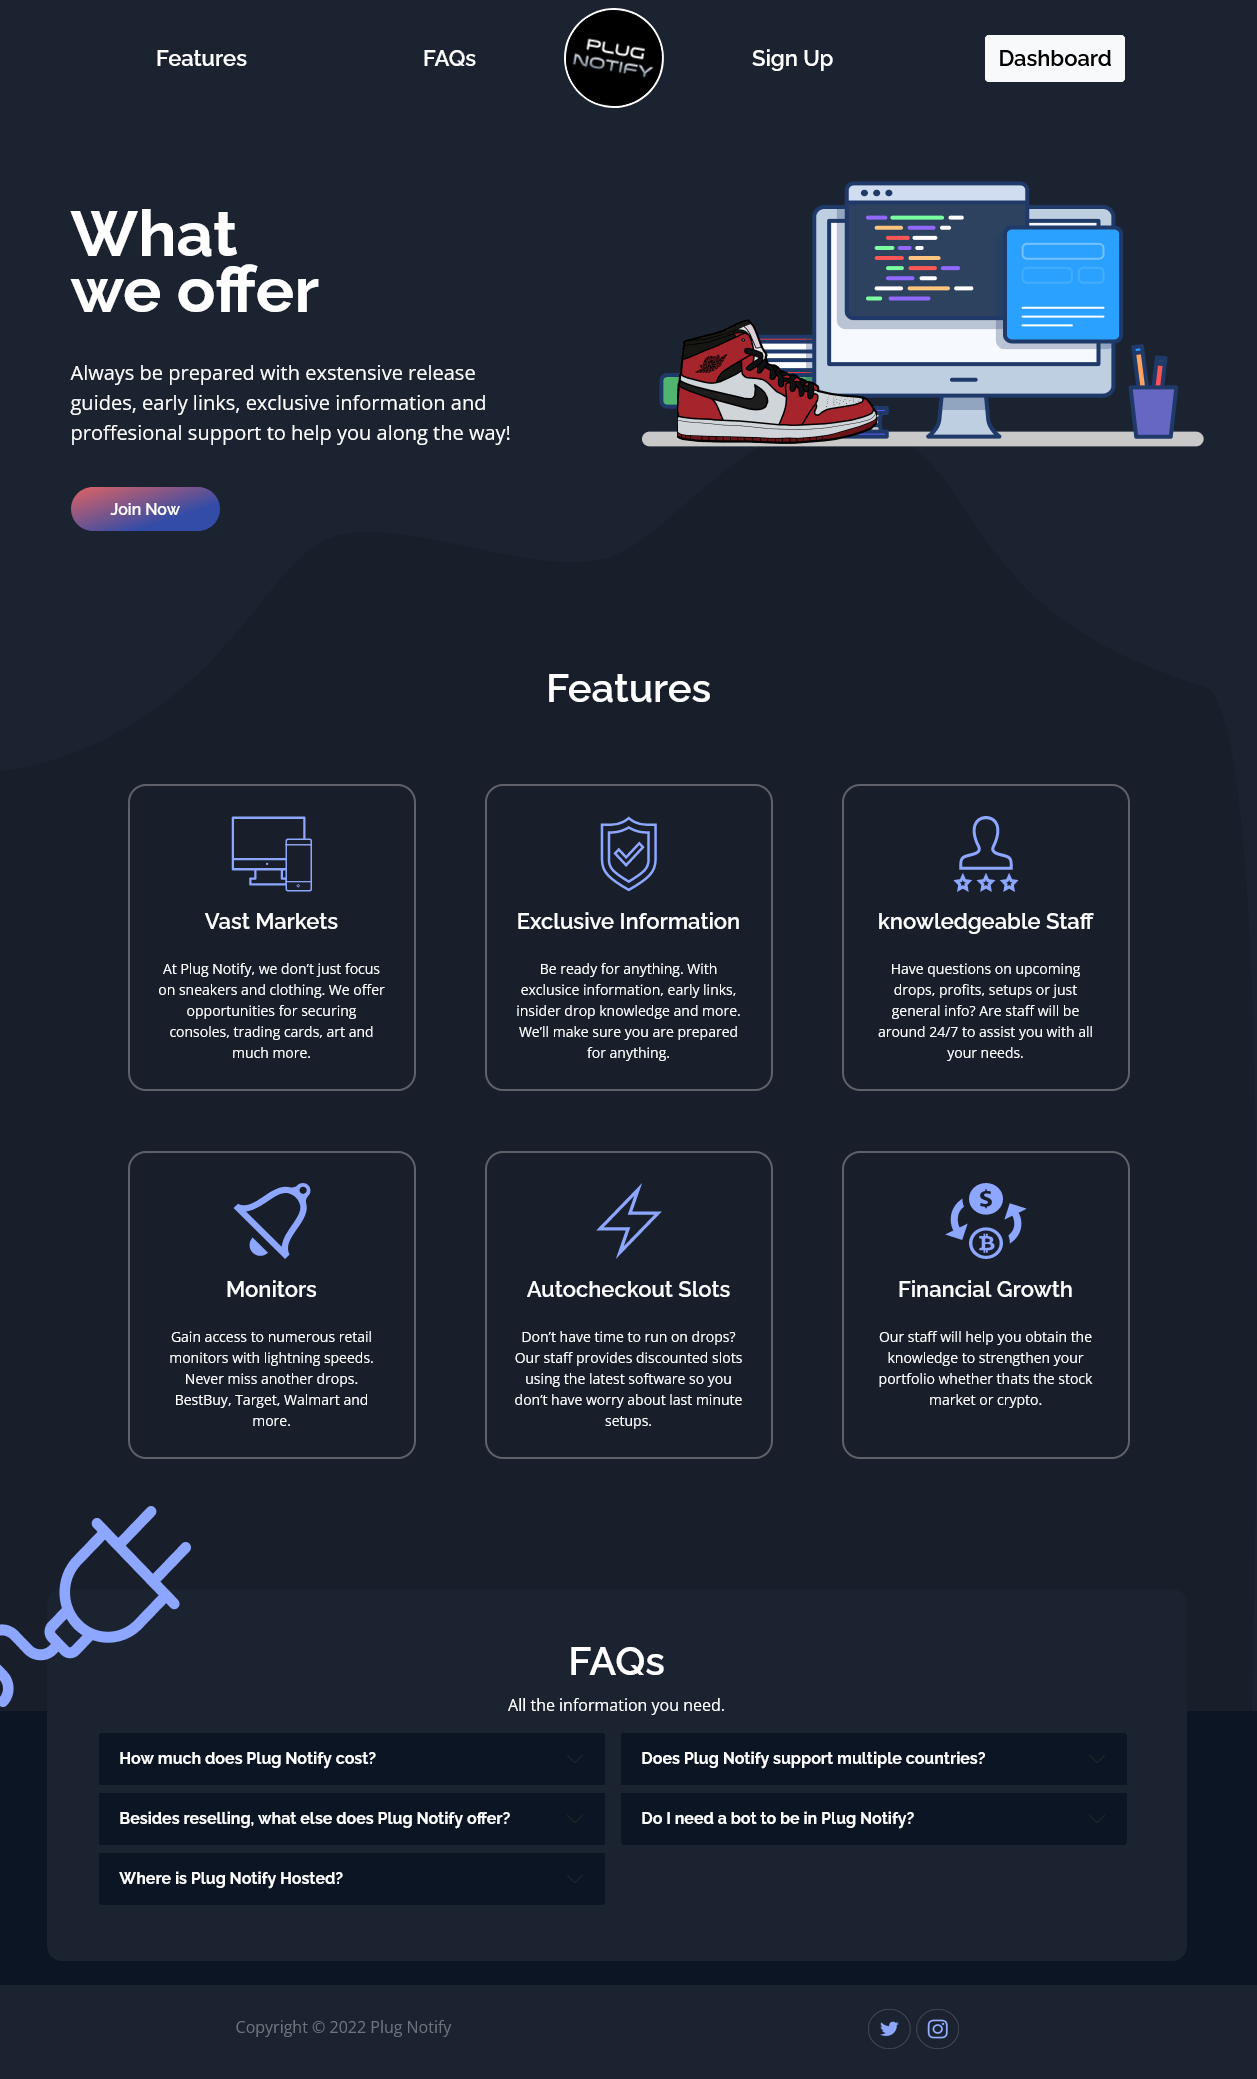 Features
FAQs
PLUG
NOTIFY
Sign Up
Dashboard
What
we offer
Always be prepared with exstensive release
guides, early links, exclusive information and
proffesional support to help you along the way!
Join Now
Features
Vast Markets
At Plug Notify, we don't just focus
on sneakers and clothing. We offer
opportunities for securing
consoles, trading cards, art and
much more.
Exclusive Information
Be ready for anything. With
exclusice information, early links,
insider drop knowledge and more.
We'll make sure you are prepared
for anything.
knowledgeable Staff
Have questions on upcoming
drops, profits, setups or just
general info? Are staff will be
around 24/7 to assist you with all
your needs.
Monitors
Gain access to numerous retail
monitors with lightning speeds.
Never miss another drops.
BestBuy, Target, Walmart and
more.
Autocheckout Slots
Don't have time to run on drops?
Our staff provides discounted slots
using the latest software so you
don't have worry about last minute
setups.
Financial Growth
Our staff will help you obtain the
knowledge to strengthen your
portfolio whether thats the stock
market or crypto.
FAQs
All the information you need.
How much does Plug Notify cost?
Does Plug Notify support multiple countries?
Besides reselling, what else does Plug Notify offer?
Do I need a bot to be in Plug Notify?
Where is Plug Notify Hosted?
Copyright © 2022 Plug Notify